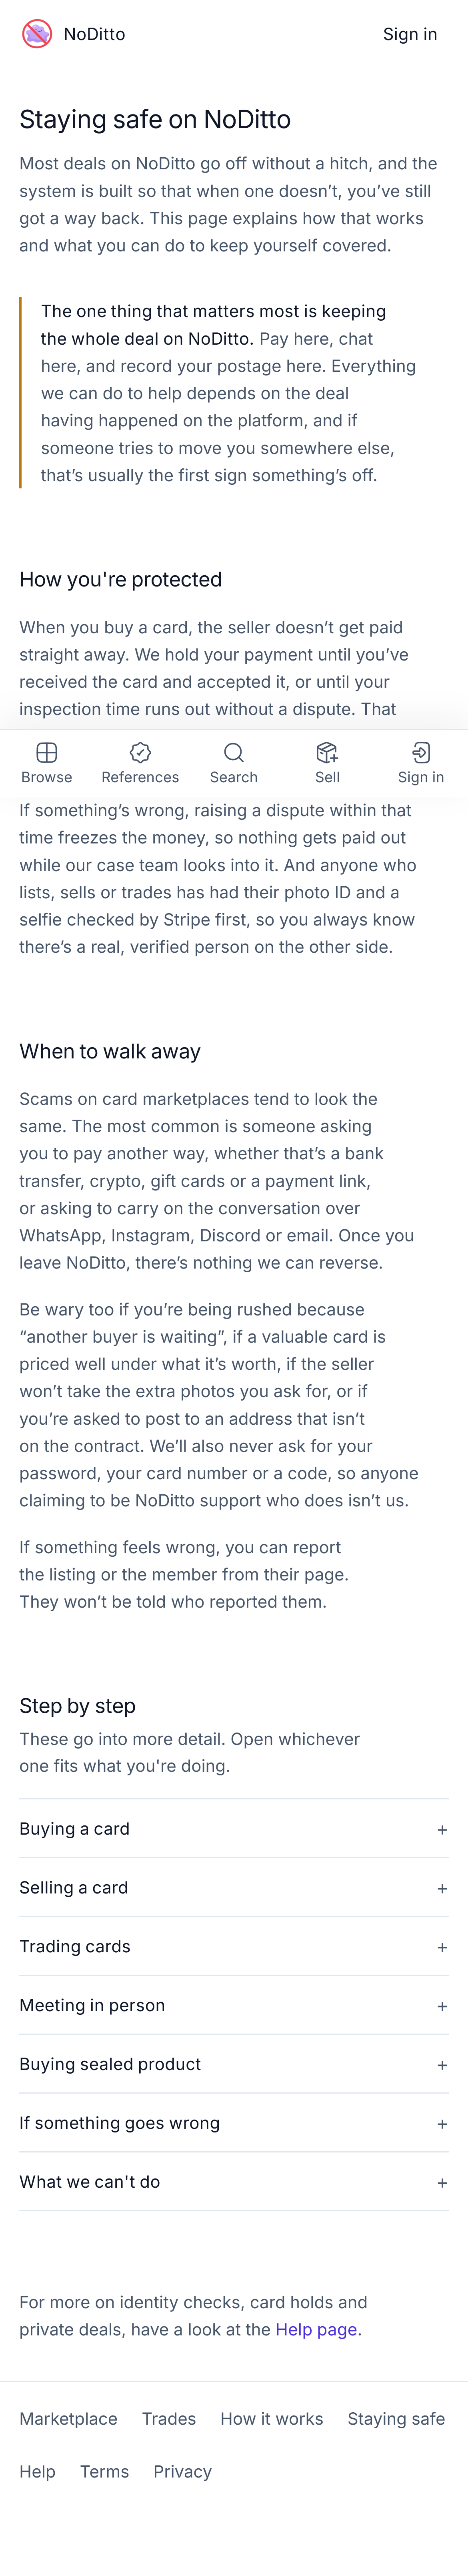 NoDitto
Sign in
Staying safe on NoDitto
Most deals on NoDitto go off without a hitch, and the
system is built so that when one doesn’t, you’ve still
got a way back. This page explains how that works
and what you can do to keep yourself covered.
The one thing that matters most is keeping
the whole deal on NoDitto. Pay here, chat
here, and record your postage here. Everything
we can do to help depends on the deal
having happened on the platform, and if
someone tries to move you somewhere else,
that’s usually the first sign something’s off.
How you're protected
When you buy a card, the seller doesn’t get paid
straight away. We hold your payment until you’ve
received the card and accepted it, or until your
inspection time runs out without a dispute. That
Browse
References
Search
Sell
Sign in
If something’s wrong, raising a dispute within that
time freezes the money, so nothing gets paid out
while our case team looks into it. And anyone who
lists, sells or trades has had their photo ID and a
selfie checked by Stripe first, so you always know
there’s a real, verified person on the other side.
When to walk away
Scams on card marketplaces tend to look the
same. The most common is someone asking
you to pay another way, whether that’s a bank
transfer, crypto, gift cards or a payment link,
or asking to carry on the conversation over
WhatsApp, Instagram, Discord or email. Once you
leave NoDitto, there’s nothing we can reverse.
Be wary too if you’re being rushed because
“another buyer is waiting”, if a valuable card is
priced well under what it’s worth, if the seller
won’t take the extra photos you ask for, or if
you’re asked to post to an address that isn’t
on the contract. We’ll also never ask for your
password, your card number or a code, so anyone
claiming to be NoDitto support who does isn’t us.
If something feels wrong, you can report
the listing or the member from their page.
They won’t be told who reported them.
Step by step
These go into more detail. Open whichever
one fits what you're doing.
Buying a card +
Selling a card +
Trading cards +
Meeting in person +
Buying sealed product +
If something goes wrong +
What we can't do +
For more on identity checks, card holds and
private deals, have a look at the Help page.
Marketplace Trades How it works Staying safe
Help Terms Privacy